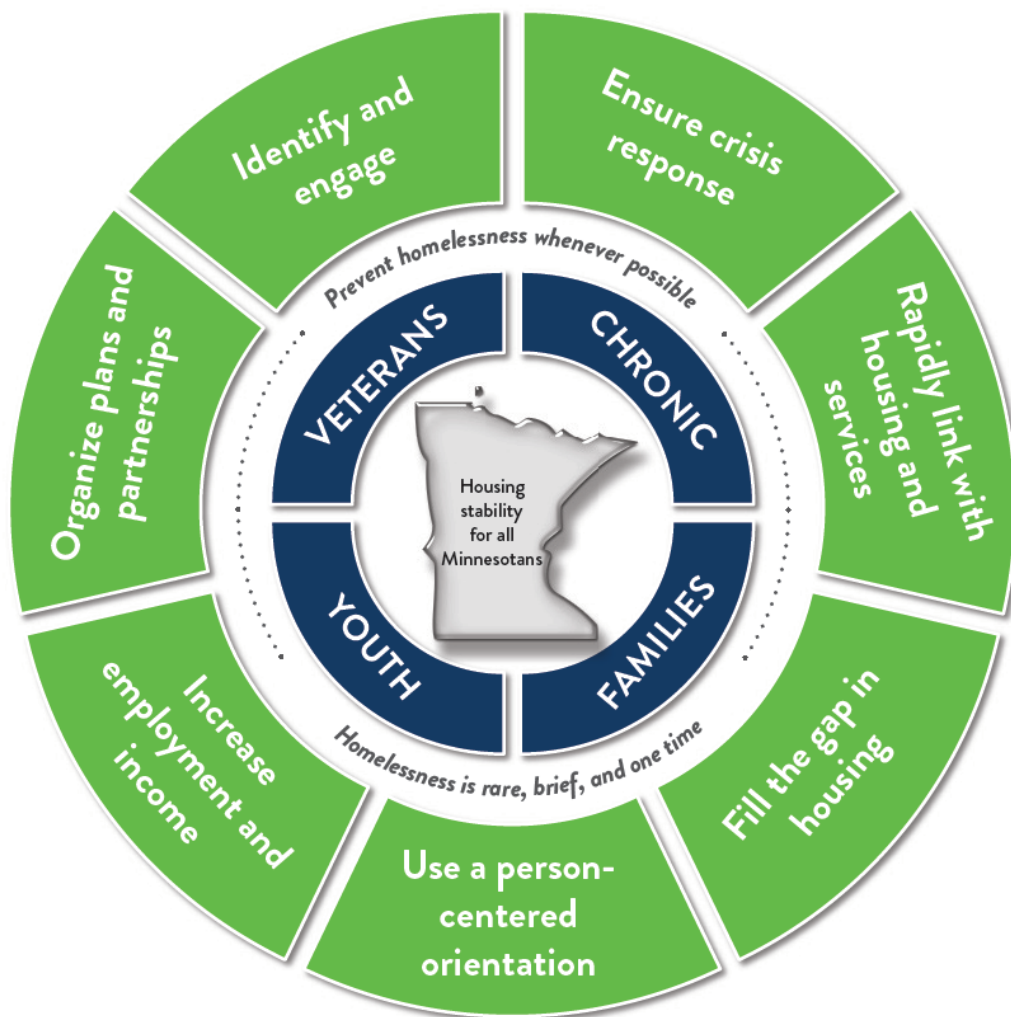 Identify and
engage
Ensure crisis
response
Rapidly link with
housing and
services
Fill the gap in
housing
Use a person-
centered
orientation
Increase
employment and
income
Organize plans and
partnerships
Prevent homelessness whenever possible
VETERANS
CHRONIC
FAMILIES
YOUTH
Housing
stability
for all
Minnesotans
Homelessness is rare, brief, and one time